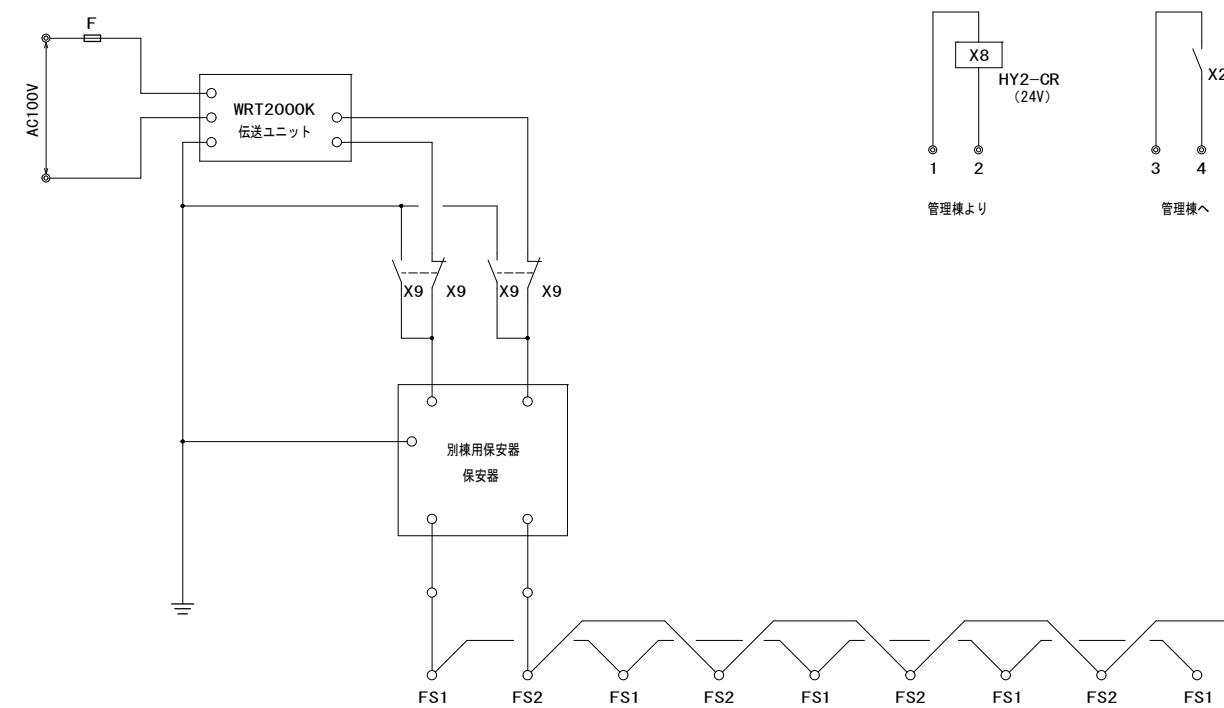 F
AC100V
WRT2000K
伝送ユニット
X8
HY2-CR
(24V)
1 2
管理棟より
X2
3 4
管理棟へ
X9 X9 X9 X9
別棟用保安器
保安器
FS1 FS2 FS1 FS2 FS1 FS2 FS1 FS2 FS1